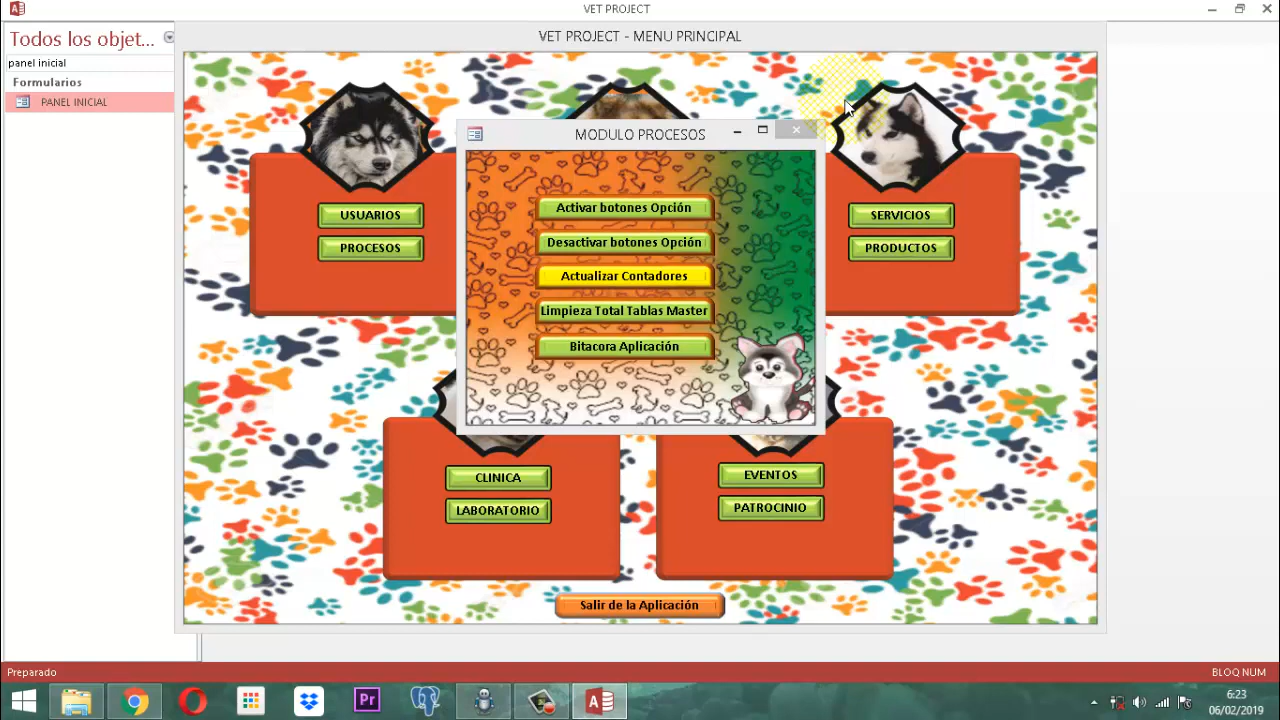 VET PROJECT
Todos los objet...
panel inicial
Formularios
PANEL INICIAL
VET PROJECT - MENU PRINCIPAL
MODULO PROCESOS
Activar botones Opción
Desactivar botones Opción
Actualizar Contadores
Limpieza Total Tablas Master
Bitacora Aplicación
USUARIOS
PROCESOS
SERVICIOS
PRODUCTOS
CLINICA
LABORATORIO
EVENTOS
PATROCINIO
Salir de la Aplicación
Preparado
BLOQ NUM
Pr
6:23
06/02/2019